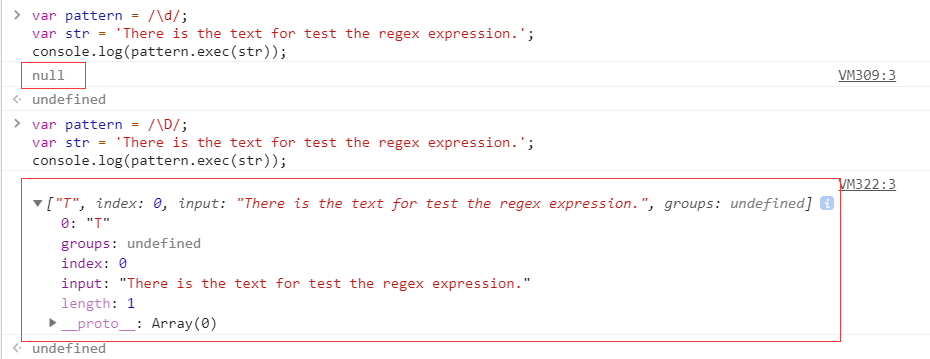 var pattern = /\d/;
var str = 'There is the text for test the regex expression.';
console.log(pattern.exec(str));
null VM309:3
undefined
var pattern = /\D/;
var str = 'There is the text for test the regex expression.';
console.log(pattern.exec(str));
VM322:3
["T", index: 0, input: "There is the text for test the regex expression.", groups: undefined] i
0: "T"
groups: undefined
index: 0
input: "There is the text for test the regex expression."
length: 1
__proto__: Array(0)
undefined